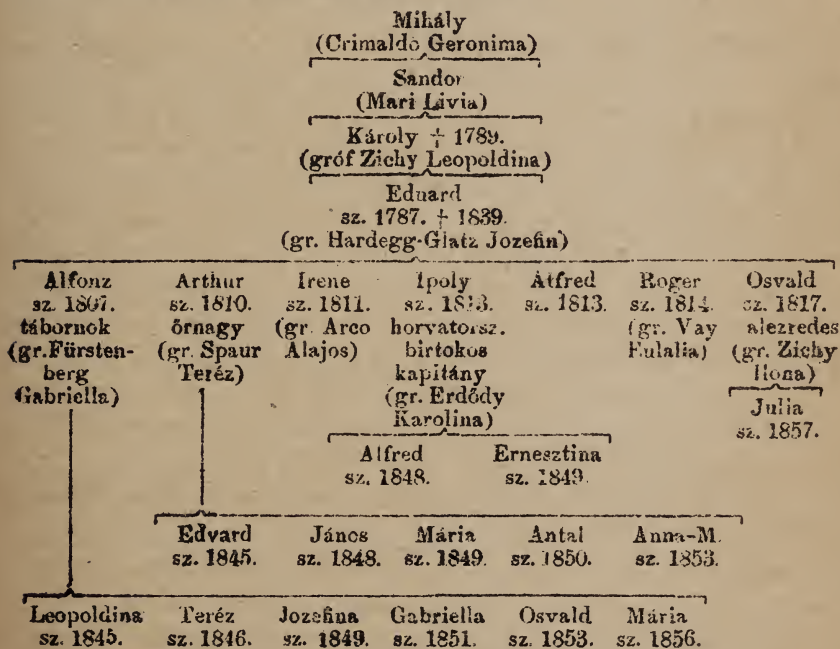 Mihály
(Crimaldo Geronima)
Sandor
(Mari Livia)
Károly † 1789.
(gróf Zichy Leopoldina)
Eduard
sz. 1787. † 1839.
(gr. Hardegg-Glatz Jozefin)
Alfonz Arthur Irene Ipoly Atfred Roger Osvald
sz. 1807. sz. 1810. sz. 1811. sz. 1813. sz. 1813. sz. 1814. sz. 1817.
tábornok őrnagy (gr. Arco horvatorsz. (gr. Vay alezredes
(gr. Fürsten- (gr. Spaur Alajos) birtokos Eulalia) (gr. Zichy
berg Teréz) kapitány Ilona)
Gabriella) (gr. Erdődy Julia
Karolina) sz. 1857.
Alfred Ernesztina
sz. 1848. sz. 1849.
Edvard János Mária Antal Anna-M.
sz. 1845. sz. 1848. sz. 1849. sz. 1850. sz. 1853.
Leopoldina Teréz Jozefina Gabriella Osvald Mária
sz. 1845. sz. 1846. sz. 1849. sz. 1851. sz. 1853. sz. 1856.